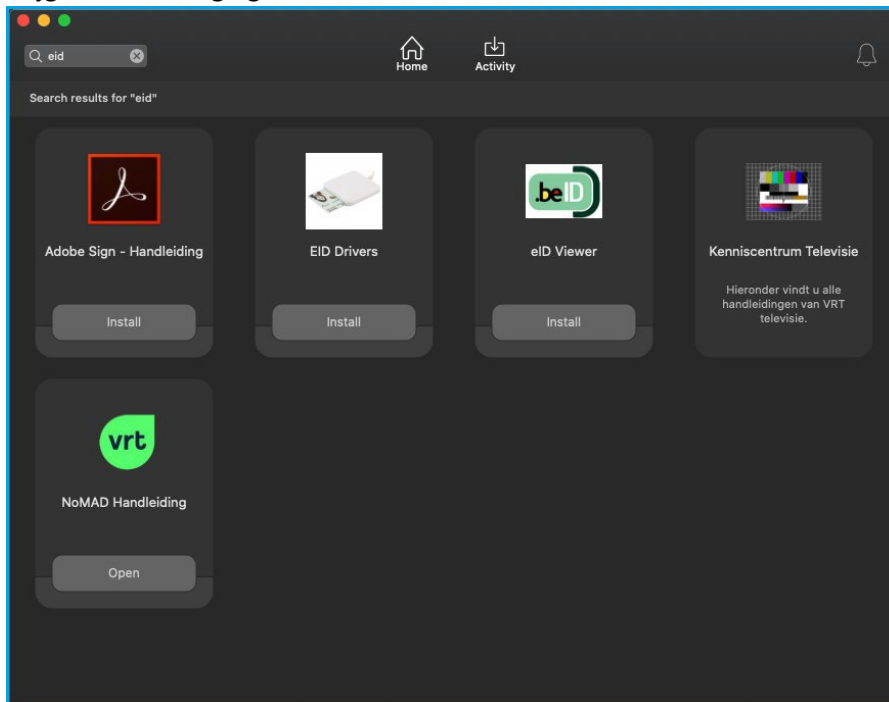 eid
Home
Activity
Search results for "eid"
Adobe Sign - Handleiding
Install
EID Drivers
Install
.beID
eID Viewer
Install
Kenniscentrum Televisie
Hieronder vindt u alle
handleidingen van VRT
televisie.
vrt
NoMAD Handleiding
Open